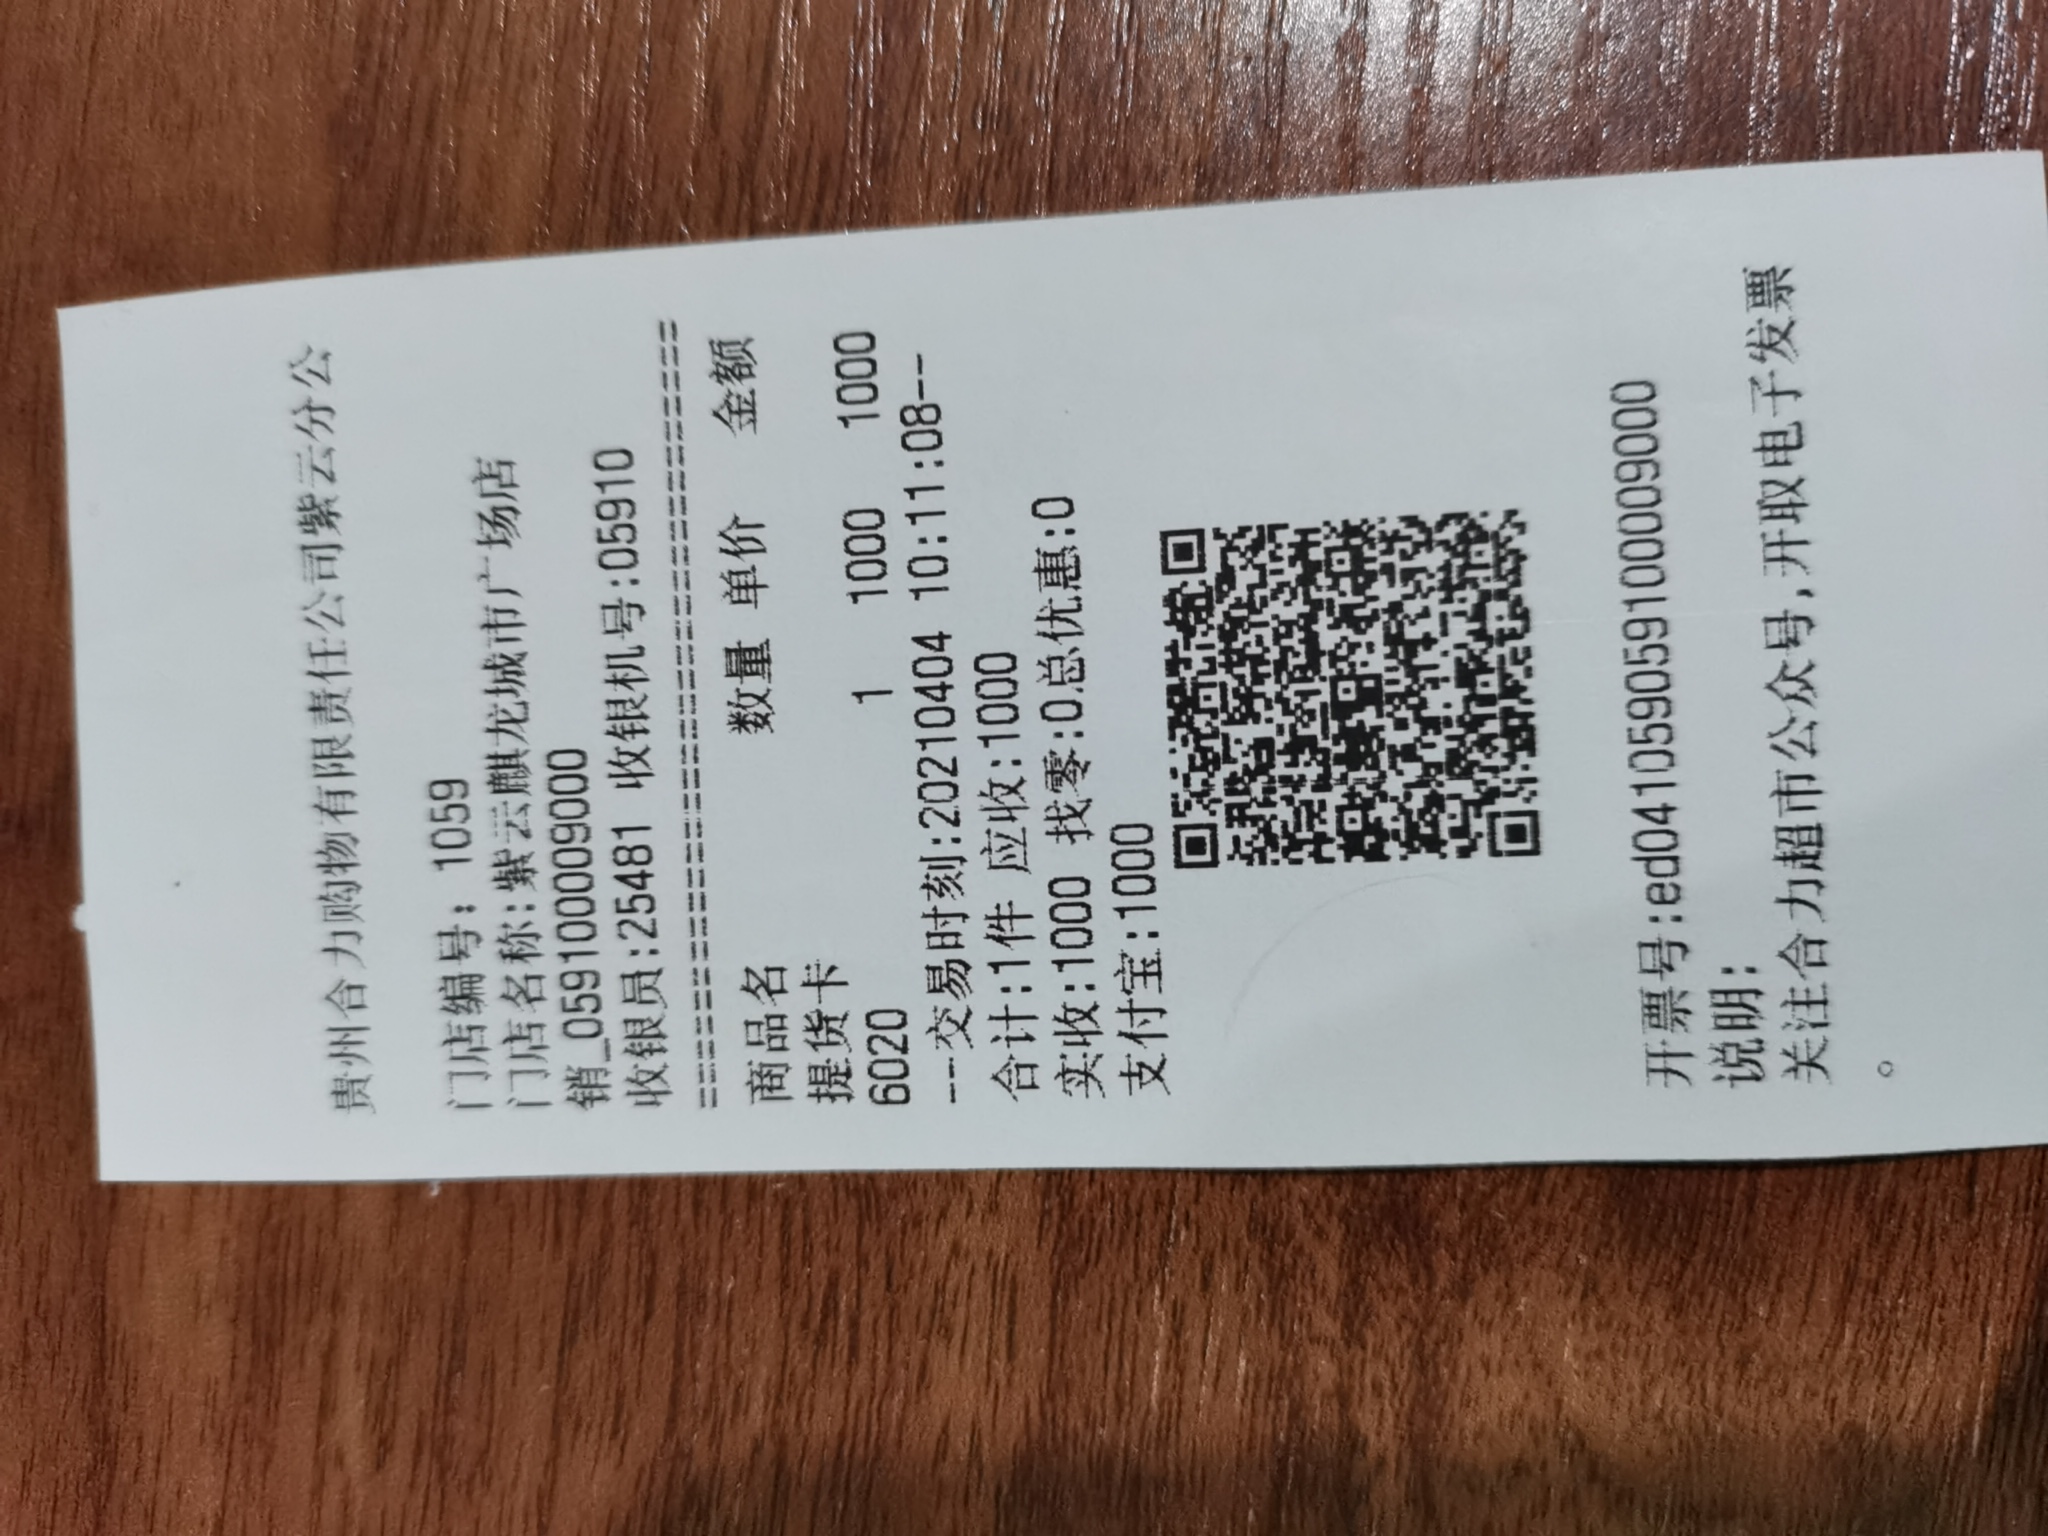 贵州合力购物有限责任公司紫云分公
门店编号: 1059
门店名称:紫云麒龙城市广场店
销_059100009000
收银员:25481 收银机号:05910
==================================
商品名 数量 单价 金额
提货卡 1 1000 1000
6020
---交易时刻:20210404 10:11:08--
合计:1件 应收:1000
实收:1000 找零:0总优惠:0
支付宝:1000
开票号:ed0410590591000090​00
说明:
关注合力超市公众号,开取电子发票
。